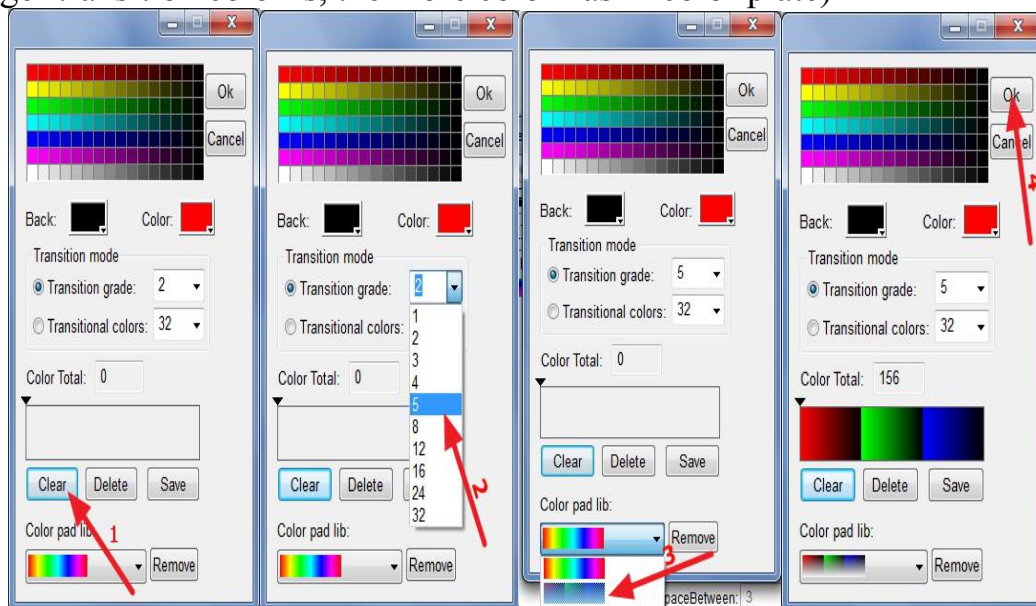 Ok
Cancel
Back:
Color:
Transition mode
Transition grade: 2
Transitional colors: 32
Color Total: 0
Clear
Delete
Save
Color pad lib:
1
Remove
Ok
Cancel
Back:
Color:
Transition mode
Transition grade: 2
Transitional colors:
1
2
3
4
5
8
12
16
24
32
Color Total: 0
Clear
Delete
2
Color pad lib:
Remove
Ok
Cancel
Back:
Color:
Transition mode
Transition grade: 5
Transitional colors: 32
Color Total: 0
Clear
Delete
Save
Color pad lib:
Remove
3
paceBetween: 3
Ok
Cancel
4
Back:
Color:
Transition mode
Transition grade: 5
Transitional colors: 32
Color Total: 156
Clear
Delete
Save
Color pad lib:
Remove